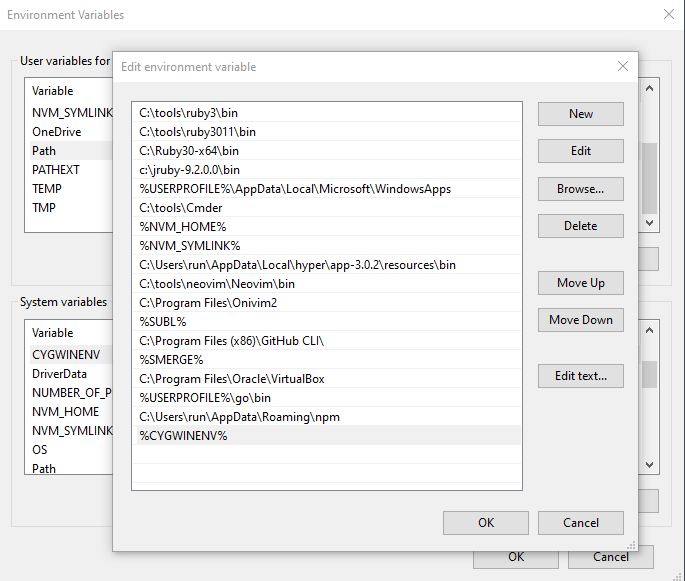 Environment Variables
User variables for
Variable
NVM_SYMLINK
OneDrive
Path
PATHEXT
TEMP
TMP
System variables
Variable
CYGWINENV
DriverData
NUMBER_OF_P
NVM_HOME
NVM_SYMLINK
OS
Path
Edit environment variable
C:\tools\ruby3\bin
C:\tools\ruby3011\bin
C:\Ruby30-x64\bin
c:\jruby-9.2.0.0\bin
%USERPROFILE%\AppData\Local\Microsoft\WindowsApps
C:\tools\Cmder
%NVM_HOME%
%NVM_SYMLINK%
C:\Users\run\AppData\Local\hyper\app-3.0.2\resources\bin
C:\tools\neovim\Neovim\bin
C:\Program Files\Onivim2
%SUBL%
C:\Program Files (x86)\GitHub CLI\
%SMERGE%
C:\Program Files\Oracle\VirtualBox
%USERPROFILE%\go\bin
C:\Users\run\AppData\Roaming\npm
%CYGWINENV%
New
Edit
Browse...
Delete
Move Up
Move Down
Edit text...
OK
Cancel
OK
Cancel